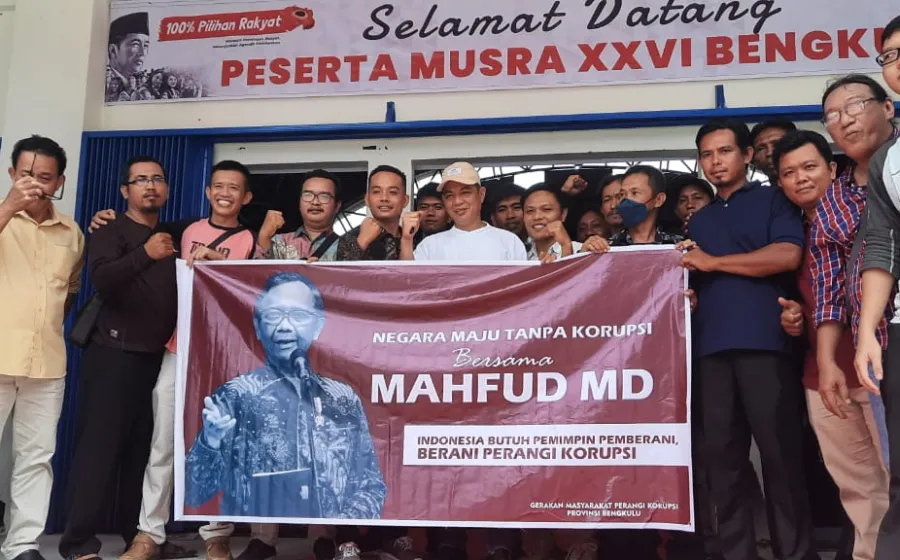 100% Pilihan Rakyat
Selamat Datang
PESERTA MUSRA XXVI BENGKUL
NEGARA MAJU TANPA KORUPSI
Bersama
MAHFUD MD
INDONESIA BUTUH PEMIMPIN PEMBERANI,
BERANI PERANGI KORUPSI
GERAKAN MASYARAKAT PERANGI KORUPSI
PROVINSI BENGKULU